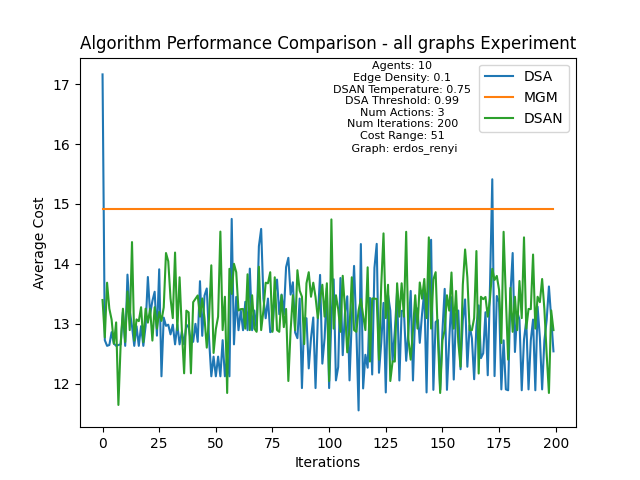 Algorithm Performance Comparison - all graphs Experiment
Agents: 10
Edge Density: 0.1
DSAN Temperature: 0.75
DSA Threshold: 0.99
Num Actions: 3
Num Iterations: 200
Cost Range: 51
Graph: erdos_renyi
DSA
MGM
DSAN
Average Cost
17
16
15
14
13
12
0
25
50
75
100
125
150
175
200
Iterations